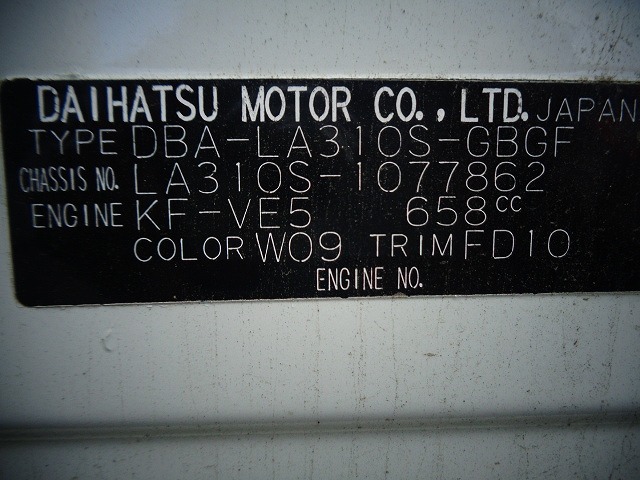 DAIHATSU MOTOR CO., LTD. JAPAN
TYPE DBA-LA310S-GBGF
CHASSIS NO. LA310S-1077862
ENGINE KF-VE5 658cc
COLOR W09 TRIM FD10
ENGINE NO.